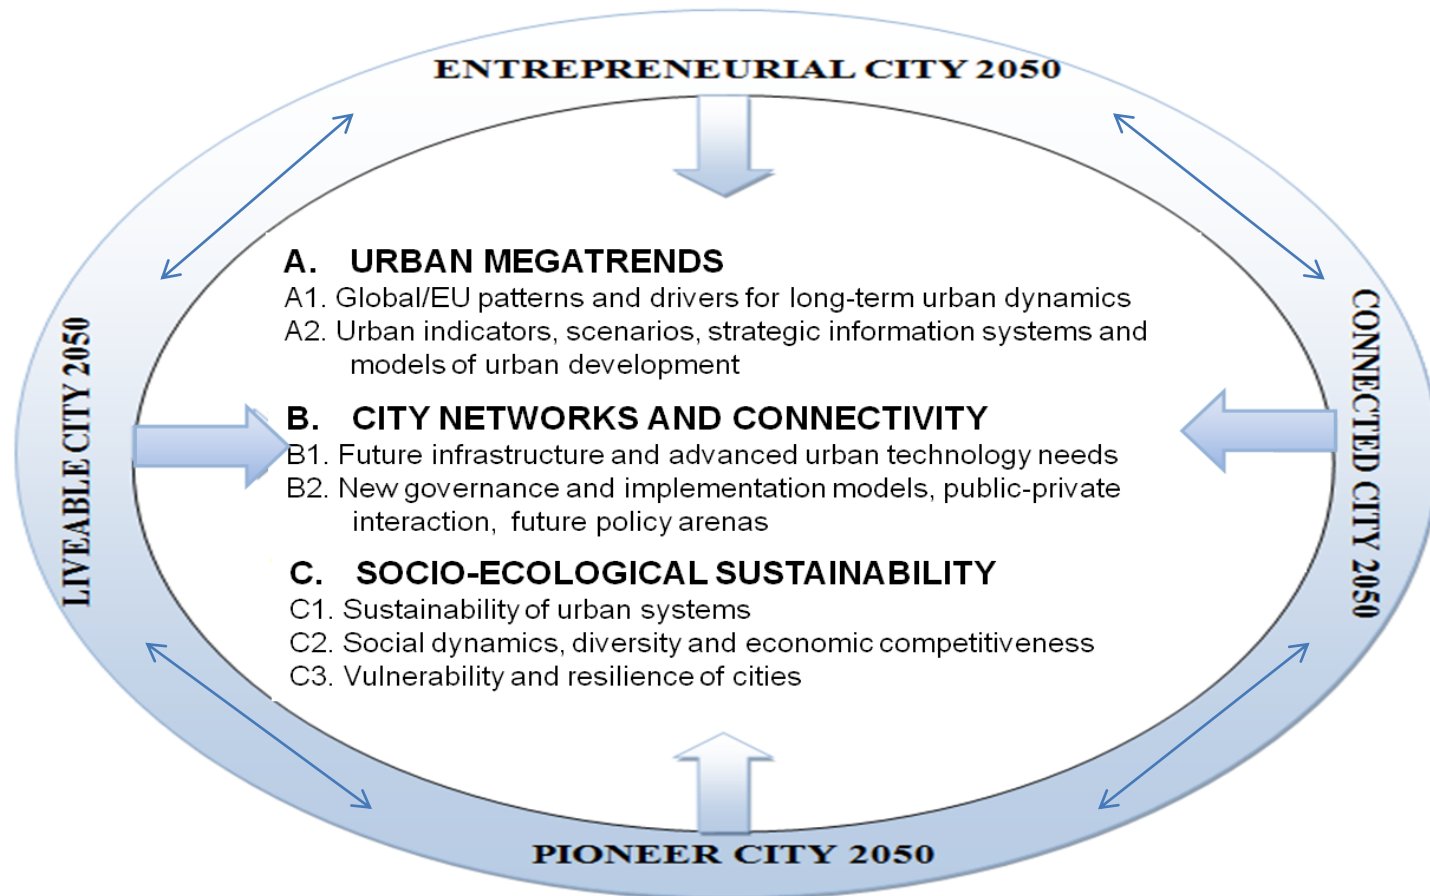 ENTREPRENEURIAL CITY 2050
LIVEABLE CITY 2050
A. URBAN MEGATRENDS
A1. Global/EU patterns and drivers for long-term urban dynamics
A2. Urban indicators, scenarios, strategic information systems and
models of urban development
B. CITY NETWORKS AND CONNECTIVITY
B1. Future infrastructure and advanced urban technology needs
B2. New governance and implementation models, public-private
interaction, future policy arenas
C. SOCIO-ECOLOGICAL SUSTAINABILITY
C1. Sustainability of urban systems
C2. Social dynamics, diversity and economic competitiveness
C3. Vulnerability and resilience of cities
CONNECTED CITY 2050
PIONEER CITY 2050